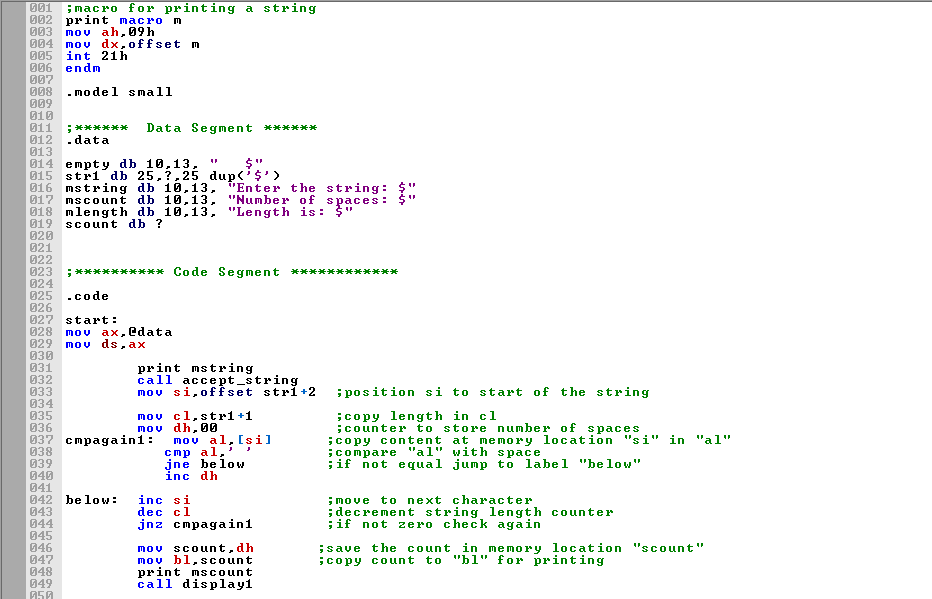 001 ;macro for printing a string
002 print macro m
003 mov ah,09h
004 mov dx,offset m
005 int 21h
006 endm
007
008 .model small
009
010
011 ;****** Data Segment ******
012 .data
013
014 empty db 10,13, "   $"
015 str1 db 25,?,25 dup('$')
016 mstring db 10,13, "Enter the string: $"
017 mscount db 10,13, "Number of spaces: $"
018 mlength db 10,13, "Length is: $"
019 scount db ?
020
021
022
023 ;********** Code Segment ************
024
025 .code
026
027 start:
028 mov ax,@data
029 mov ds,ax
030
031         print mstring
032         call accept_string
033         mov si,offset str1+2  ;position si to start of the string
034
035         mov cl,str1+1         ;copy length in cl
036         mov dh,00             ;counter to store number of spaces
037 cmpagain1:  mov al,[si]      ;copy content at memory location "si" in "al"
038            cmp al,' '        ;compare "al" with space
039            jne below         ;if not equal jump to label "below"
040            inc dh
041
042 below:  inc si               ;move to next character
043         dec cl               ;decrement string length counter
044         jnz cmpagain1        ;if not zero check again
045
046         mov scount,dh       ;save the count in memory location "scount"
047         mov bl,scount       ;copy count to "bl" for printing
048         print mscount
049         call display1
050